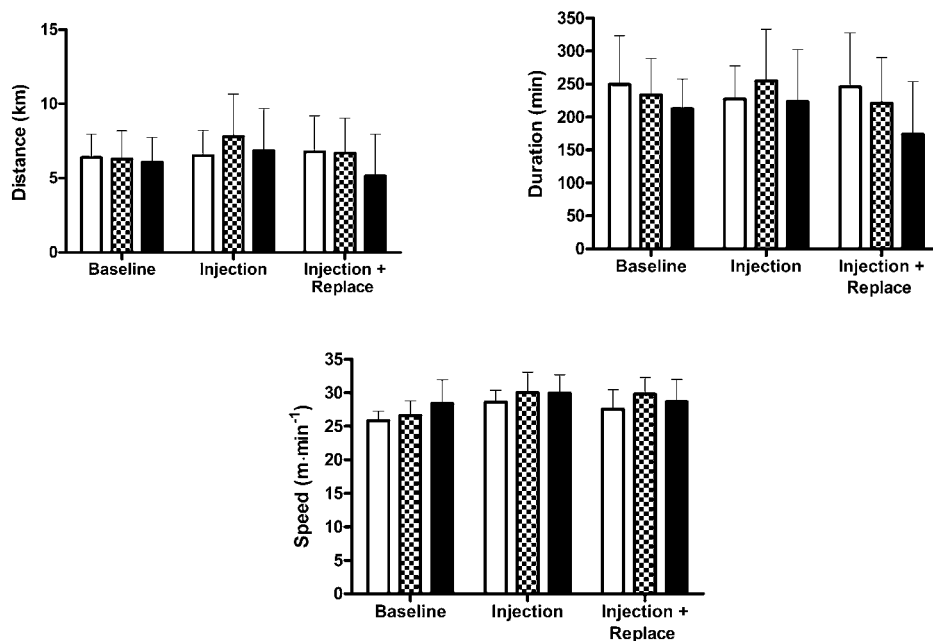 Distance (km)
15
10
5
0
Baseline
Injection
Injection +
Replace
Duration (min)
350
300
250
200
150
100
50
0
Baseline
Injection
Injection +
Replace
Speed (m·min⁻¹)
35
30
25
20
15
10
5
0
Baseline
Injection
Injection +
Replace